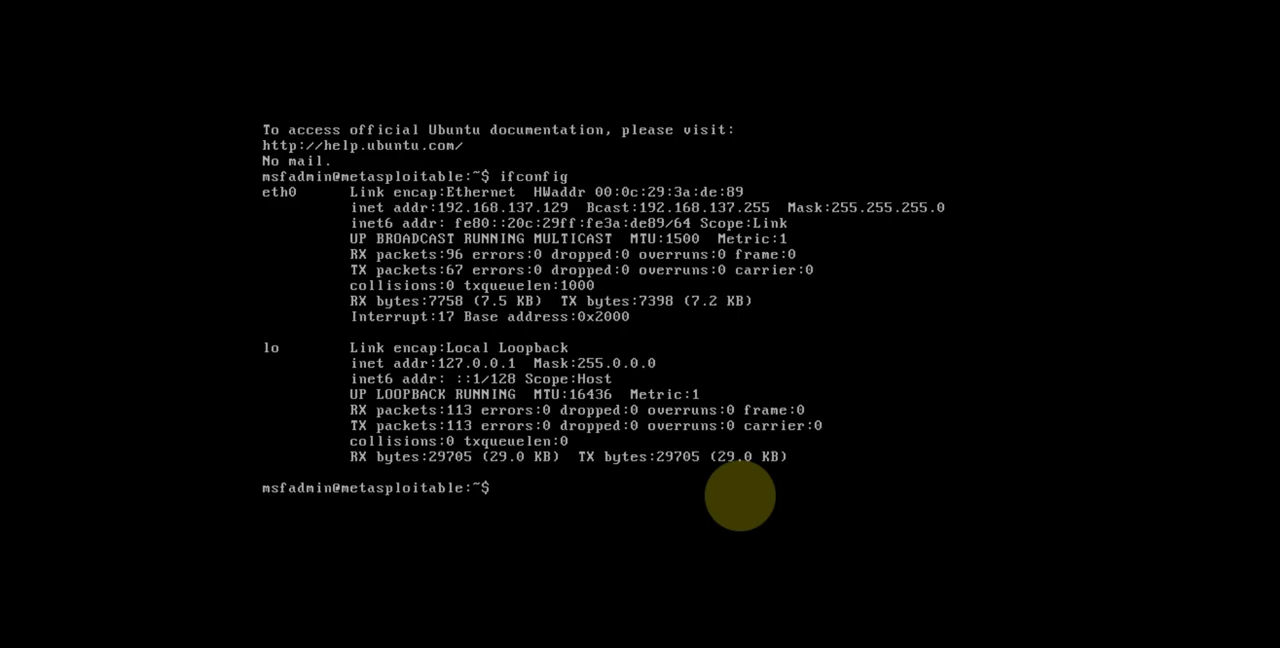 To access official Ubuntu documentation, please visit:
http://help.ubuntu.com/
No mail.
msfadmin@metasploitable:~$ ifconfig
eth0      Link encap:Ethernet  HWaddr 00:0c:29:3a:de:89
          inet addr:192.168.137.129  Bcast:192.168.137.255  Mask:255.255.255.0
          inet6 addr: fe80::20c:29ff:fe3a:de89/64 Scope:Link
          UP BROADCAST RUNNING MULTICAST  MTU:1500  Metric:1
          RX packets:96 errors:0 dropped:0 overruns:0 frame:0
          TX packets:67 errors:0 dropped:0 overruns:0 carrier:0
          collisions:0 txqueuelen:1000
          RX bytes:7758 (7.5 KB)  TX bytes:7398 (7.2 KB)
          Interrupt:17 Base address:0x2000

lo        Link encap:Local Loopback
          inet addr:127.0.0.1  Mask:255.0.0.0
          inet6 addr: ::1/128 Scope:Host
          UP LOOPBACK RUNNING  MTU:16436  Metric:1
          RX packets:113 errors:0 dropped:0 overruns:0 frame:0
          TX packets:113 errors:0 dropped:0 overruns:0 carrier:0
          collisions:0 txqueuelen:0
          RX bytes:29705 (29.0 KB)  TX bytes:29705 (29.0 KB)

msfadmin@metasploitable:~$